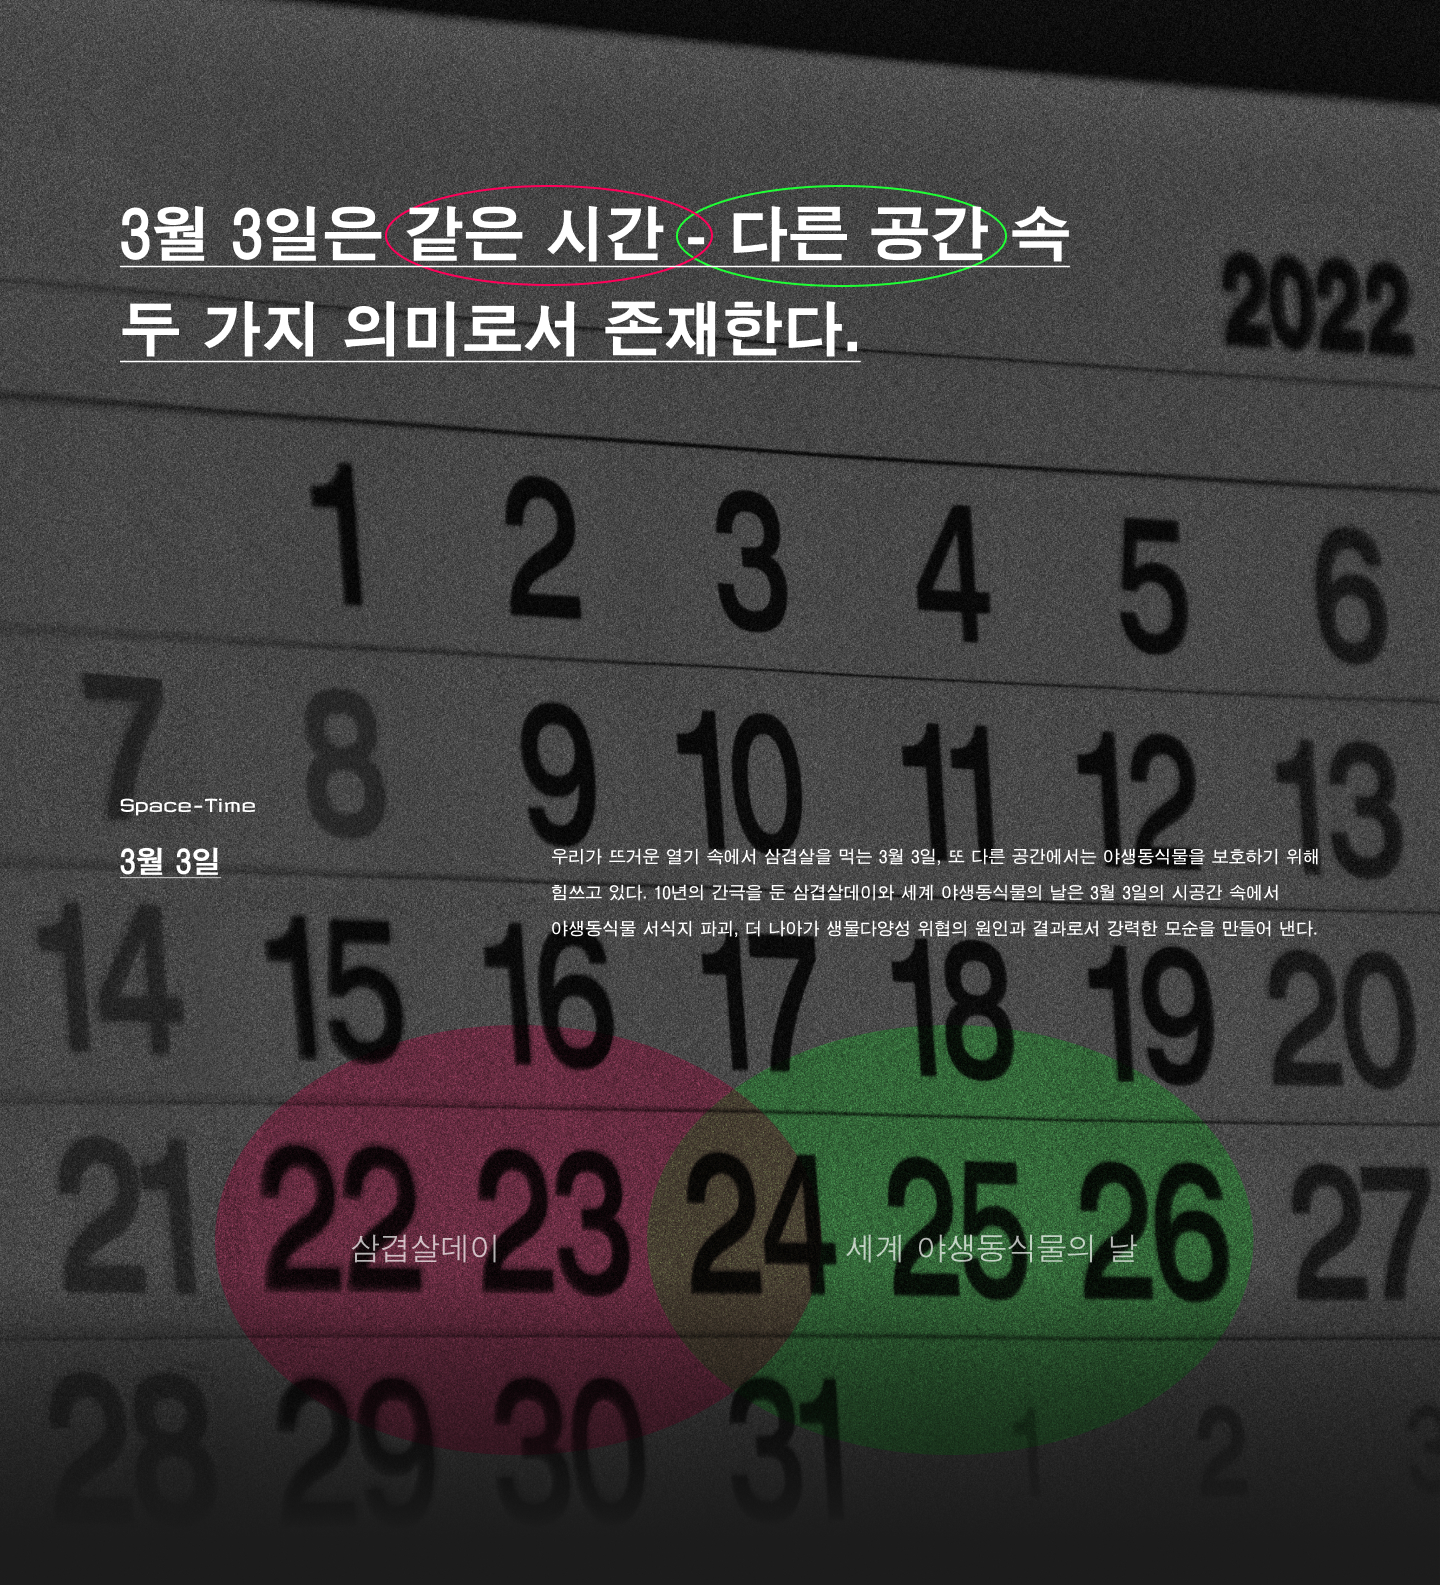 3월 3일은 같은 시간 - 다른 공간 속
두 가지 의미로서 존재한다.
2022
1 2 3 4 5 6
7 8 9 10 11 12 13
Space-Time
3월 3일
우리가 뜨거운 열기 속에서 삼겹살을 먹는 3월 3일, 또 다른 공간에서는 야생동식물을 보호하기 위해
힘쓰고 있다. 10년의 간극을 둔 삼겹살데이와 세계 야생동식물의 날은 3월 3일의 시공간 속에서
야생동식물 서식지 파괴, 더 나아가 생물다양성 위협의 원인과 결과로서 강력한 모순을 만들어 낸다.
14 15 16 17 18 19 20
21 22 23 24 25 26 27
삼겹살데이
세계 야생동식물의 날
28 29 30 31 1 2 3